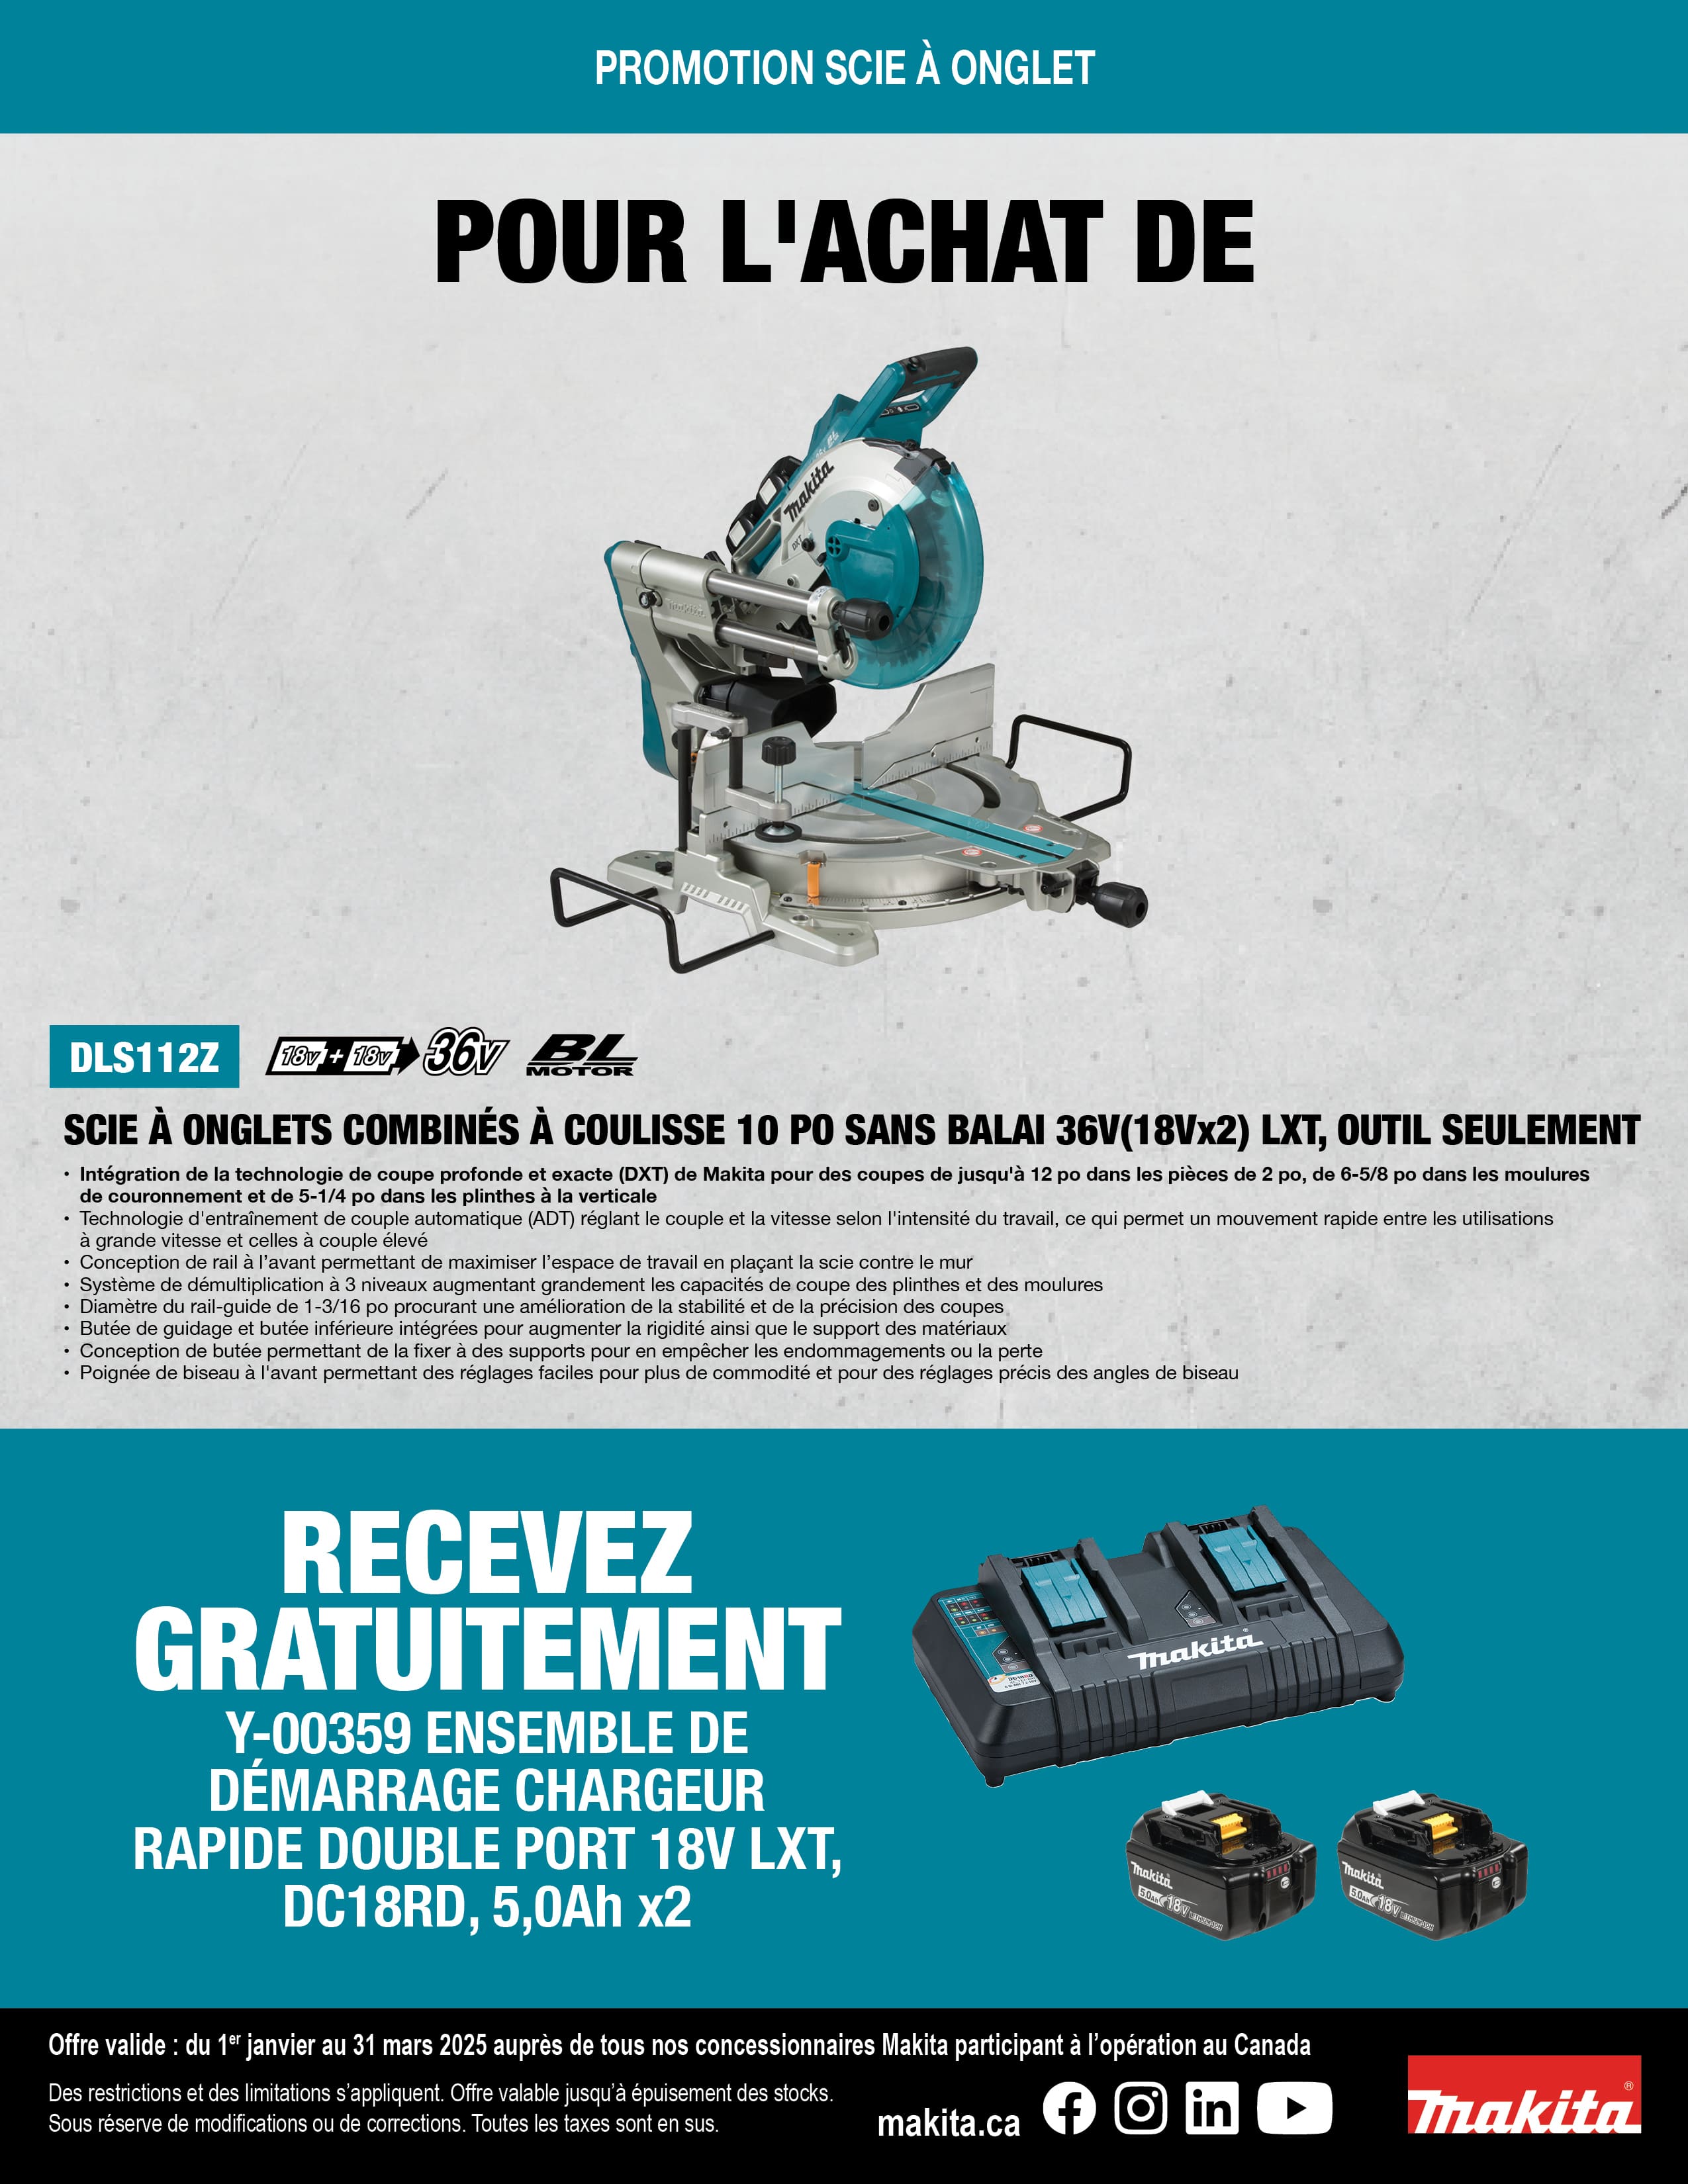 PROMOTION SCIE À ONGLET
POUR L'ACHAT DE
makita
DXT
makita
DLS112Z
18v + 18v 36v
BL
MOTOR
SCIE À ONGLETS COMBINÉS À COULISSE 10 PO SANS BALAI 36V(18Vx2) LXT, OUTIL SEULEMENT
• Intégration de la technologie de coupe profonde et exacte (DXT) de Makita pour des coupes de jusqu'à 12 po dans les pièces de 2 po, de 6-5/8 po dans les moulures
de couronnement et de 5-1/4 po dans les plinthes à la verticale
• Technologie d'entraînement de couple automatique (ADT) réglant le couple et la vitesse selon l'intensité du travail, ce qui permet un mouvement rapide entre les utilisations
à grande vitesse et celles à couple élevé
• Conception de rail à l’avant permettant de maximiser l’espace de travail en plaçant la scie contre le mur
• Système de démultiplication à 3 niveaux augmentant grandement les capacités de coupe des plinthes et des moulures
• Diamètre du rail-guide de 1-3/16 po procurant une amélioration de la stabilité et de la précision des coupes
• Butée de guidage et butée inférieure intégrées pour augmenter la rigidité ainsi que le support des matériaux
• Conception de butée permettant de la fixer à des supports pour en empêcher les endommagements ou la perte
• Poignée de biseau à l'avant permettant des réglages faciles pour plus de commodité et pour des réglages précis des angles de biseau
RECEVEZ
GRATUITEMENT
Y-00359 ENSEMBLE DE
DÉMARRAGE CHARGEUR
RAPIDE DOUBLE PORT 18V LXT,
DC18RD, 5,0Ah x2
makita
DC18RD
makita
5.0Ah 18V LITHIUM-ION
makita
5.0Ah 18V LITHIUM-ION
Offre valide : du 1er janvier au 31 mars 2025 auprès de tous nos concessionnaires Makita participant à l’opération au Canada
Des restrictions et des limitations s’appliquent. Offre valable jusqu’à épuisement des stocks.
Sous réserve de modifications ou de corrections. Toutes les taxes sont en sus.
makita.ca
in
makita®